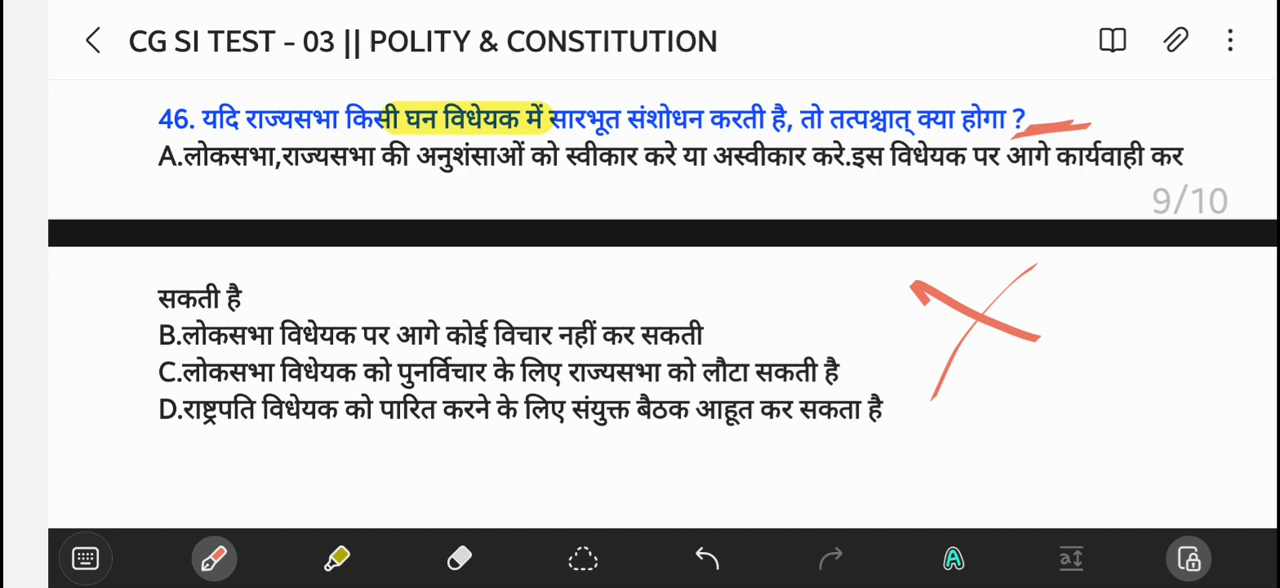 CG SI TEST - 03 || POLITY & CONSTITUTION
46. यदि राज्यसभा किसी घन विधेयक में सारभूत संशोधन करती है, तो तत्पश्चात् क्या होगा ?
A.लोकसभा,राज्यसभा की अनुशंसाओं को स्वीकार करे या अस्वीकार करे.इस विधेयक पर आगे कार्यवाही कर
9/10
सकती है
B.लोकसभा विधेयक पर आगे कोई विचार नहीं कर सकती
C.लोकसभा विधेयक को पुनर्विचार के लिए राज्यसभा को लौटा सकती है
D.राष्ट्रपति विधेयक को पारित करने के लिए संयुक्त बैठक आहूत कर सकता है